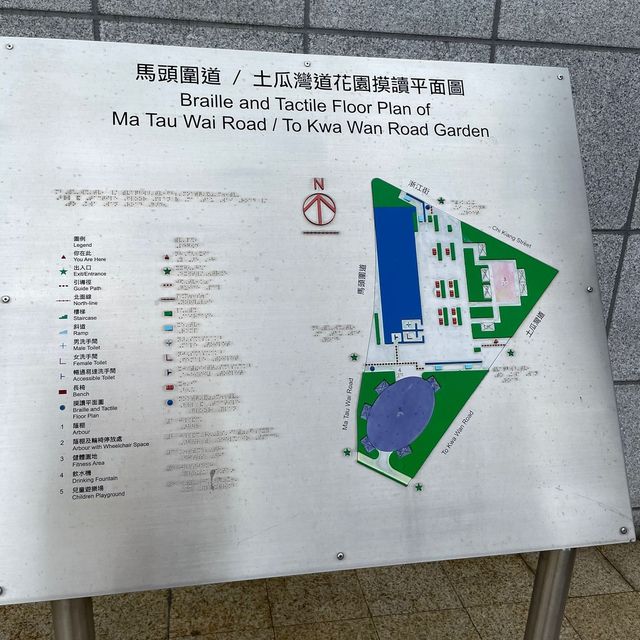 馬頭圍道 / 土瓜灣道花園摸讀平面圖
Braille and Tactile Floor Plan of
Ma Tau Wai Road / To Kwa Wan Road Garden
N
圖例
Legend
你在此
You Are Here
出入口
Exit/Entrance
引導徑
Guide Path
北面線
North-line
樓梯
Staircase
斜道
Ramp
男洗手間
Male Toilet
女洗手間
Female Toilet
暢通易達洗手間
Accessible Toilet
長椅
Bench
摸讀平面圖
Braille and Tactile
Floor Plan
1 蔭棚
Arbour
2 蔭棚及輪椅停放處
Arbour with Wheelchair Space
3 健體園地
Fitness Area
4 飲水機
Drinking Fountain
5 兒童遊樂場
Children Playground
浙江街
Chi Kiang Street
馬頭圍道
Ma Tau Wai Road
土瓜灣道
To Kwa Wan Road